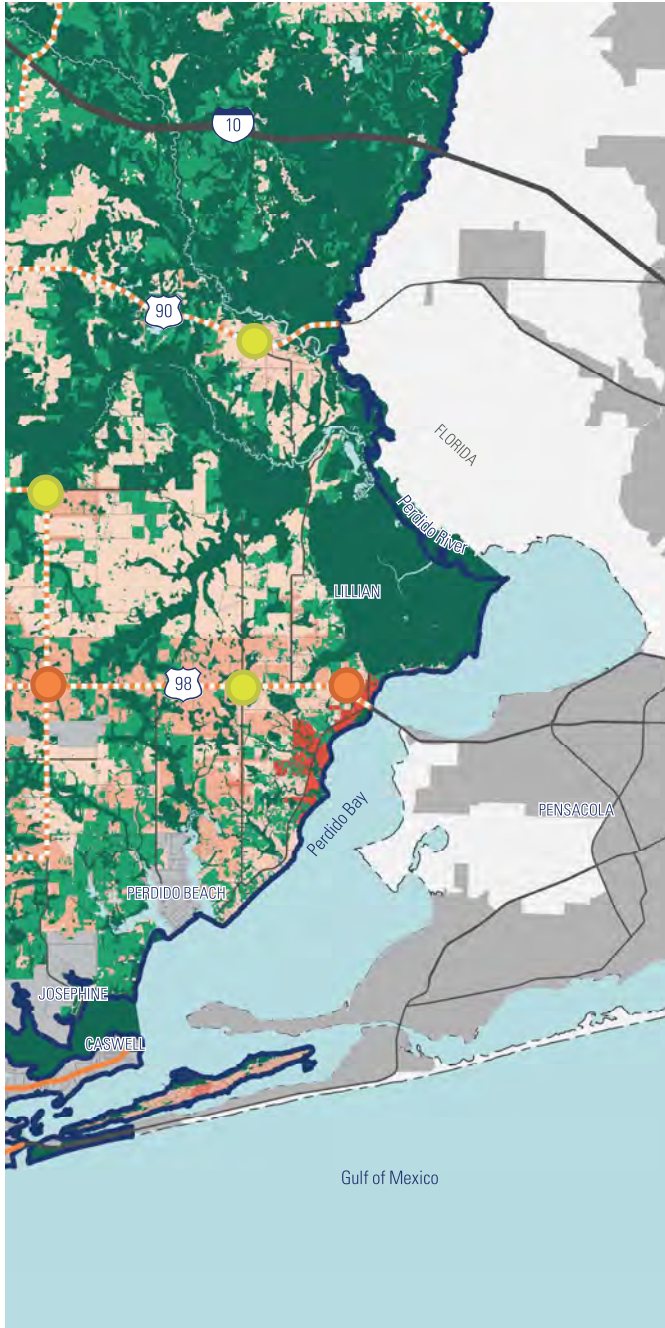 10
90
FLORIDA
Perdido River
LILLIAN
98
Perdido Bay
PENSACOLA
PERDIDO BEACH
JOSEPHINE
CASWELL
Gulf of Mexico